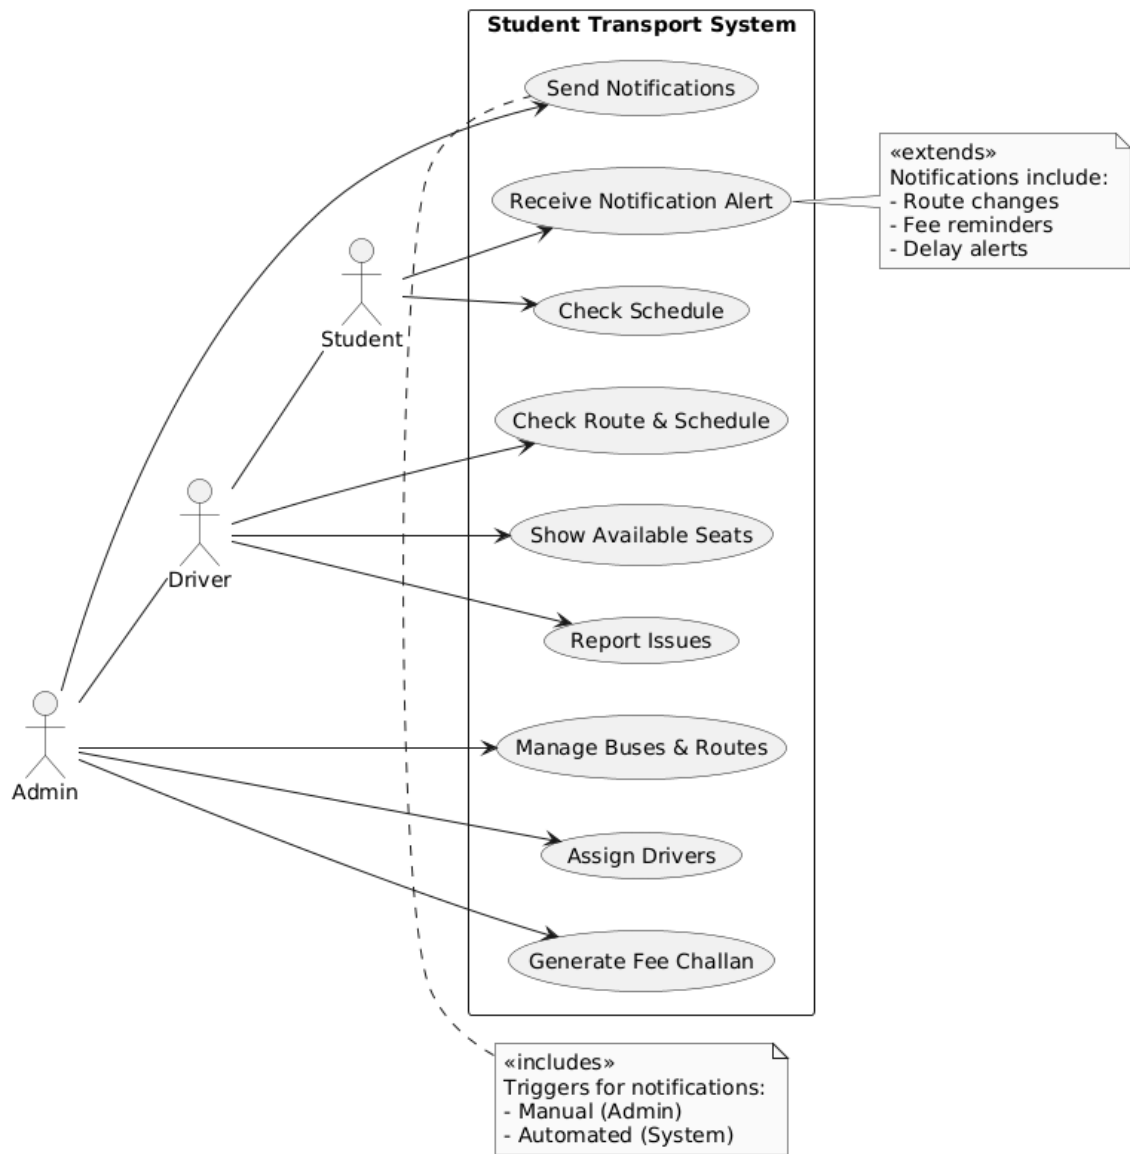 Student Transport System
Send Notifications
«extends»
Notifications include:
- Route changes
- Fee reminders
- Delay alerts
Receive Notification Alert
Check Schedule
Student
Check Route & Schedule
Show Available Seats
Driver
Report Issues
Manage Buses & Routes
Admin
Assign Drivers
Generate Fee Challan
«includes»
Triggers for notifications:
- Manual (Admin)
- Automated (System)